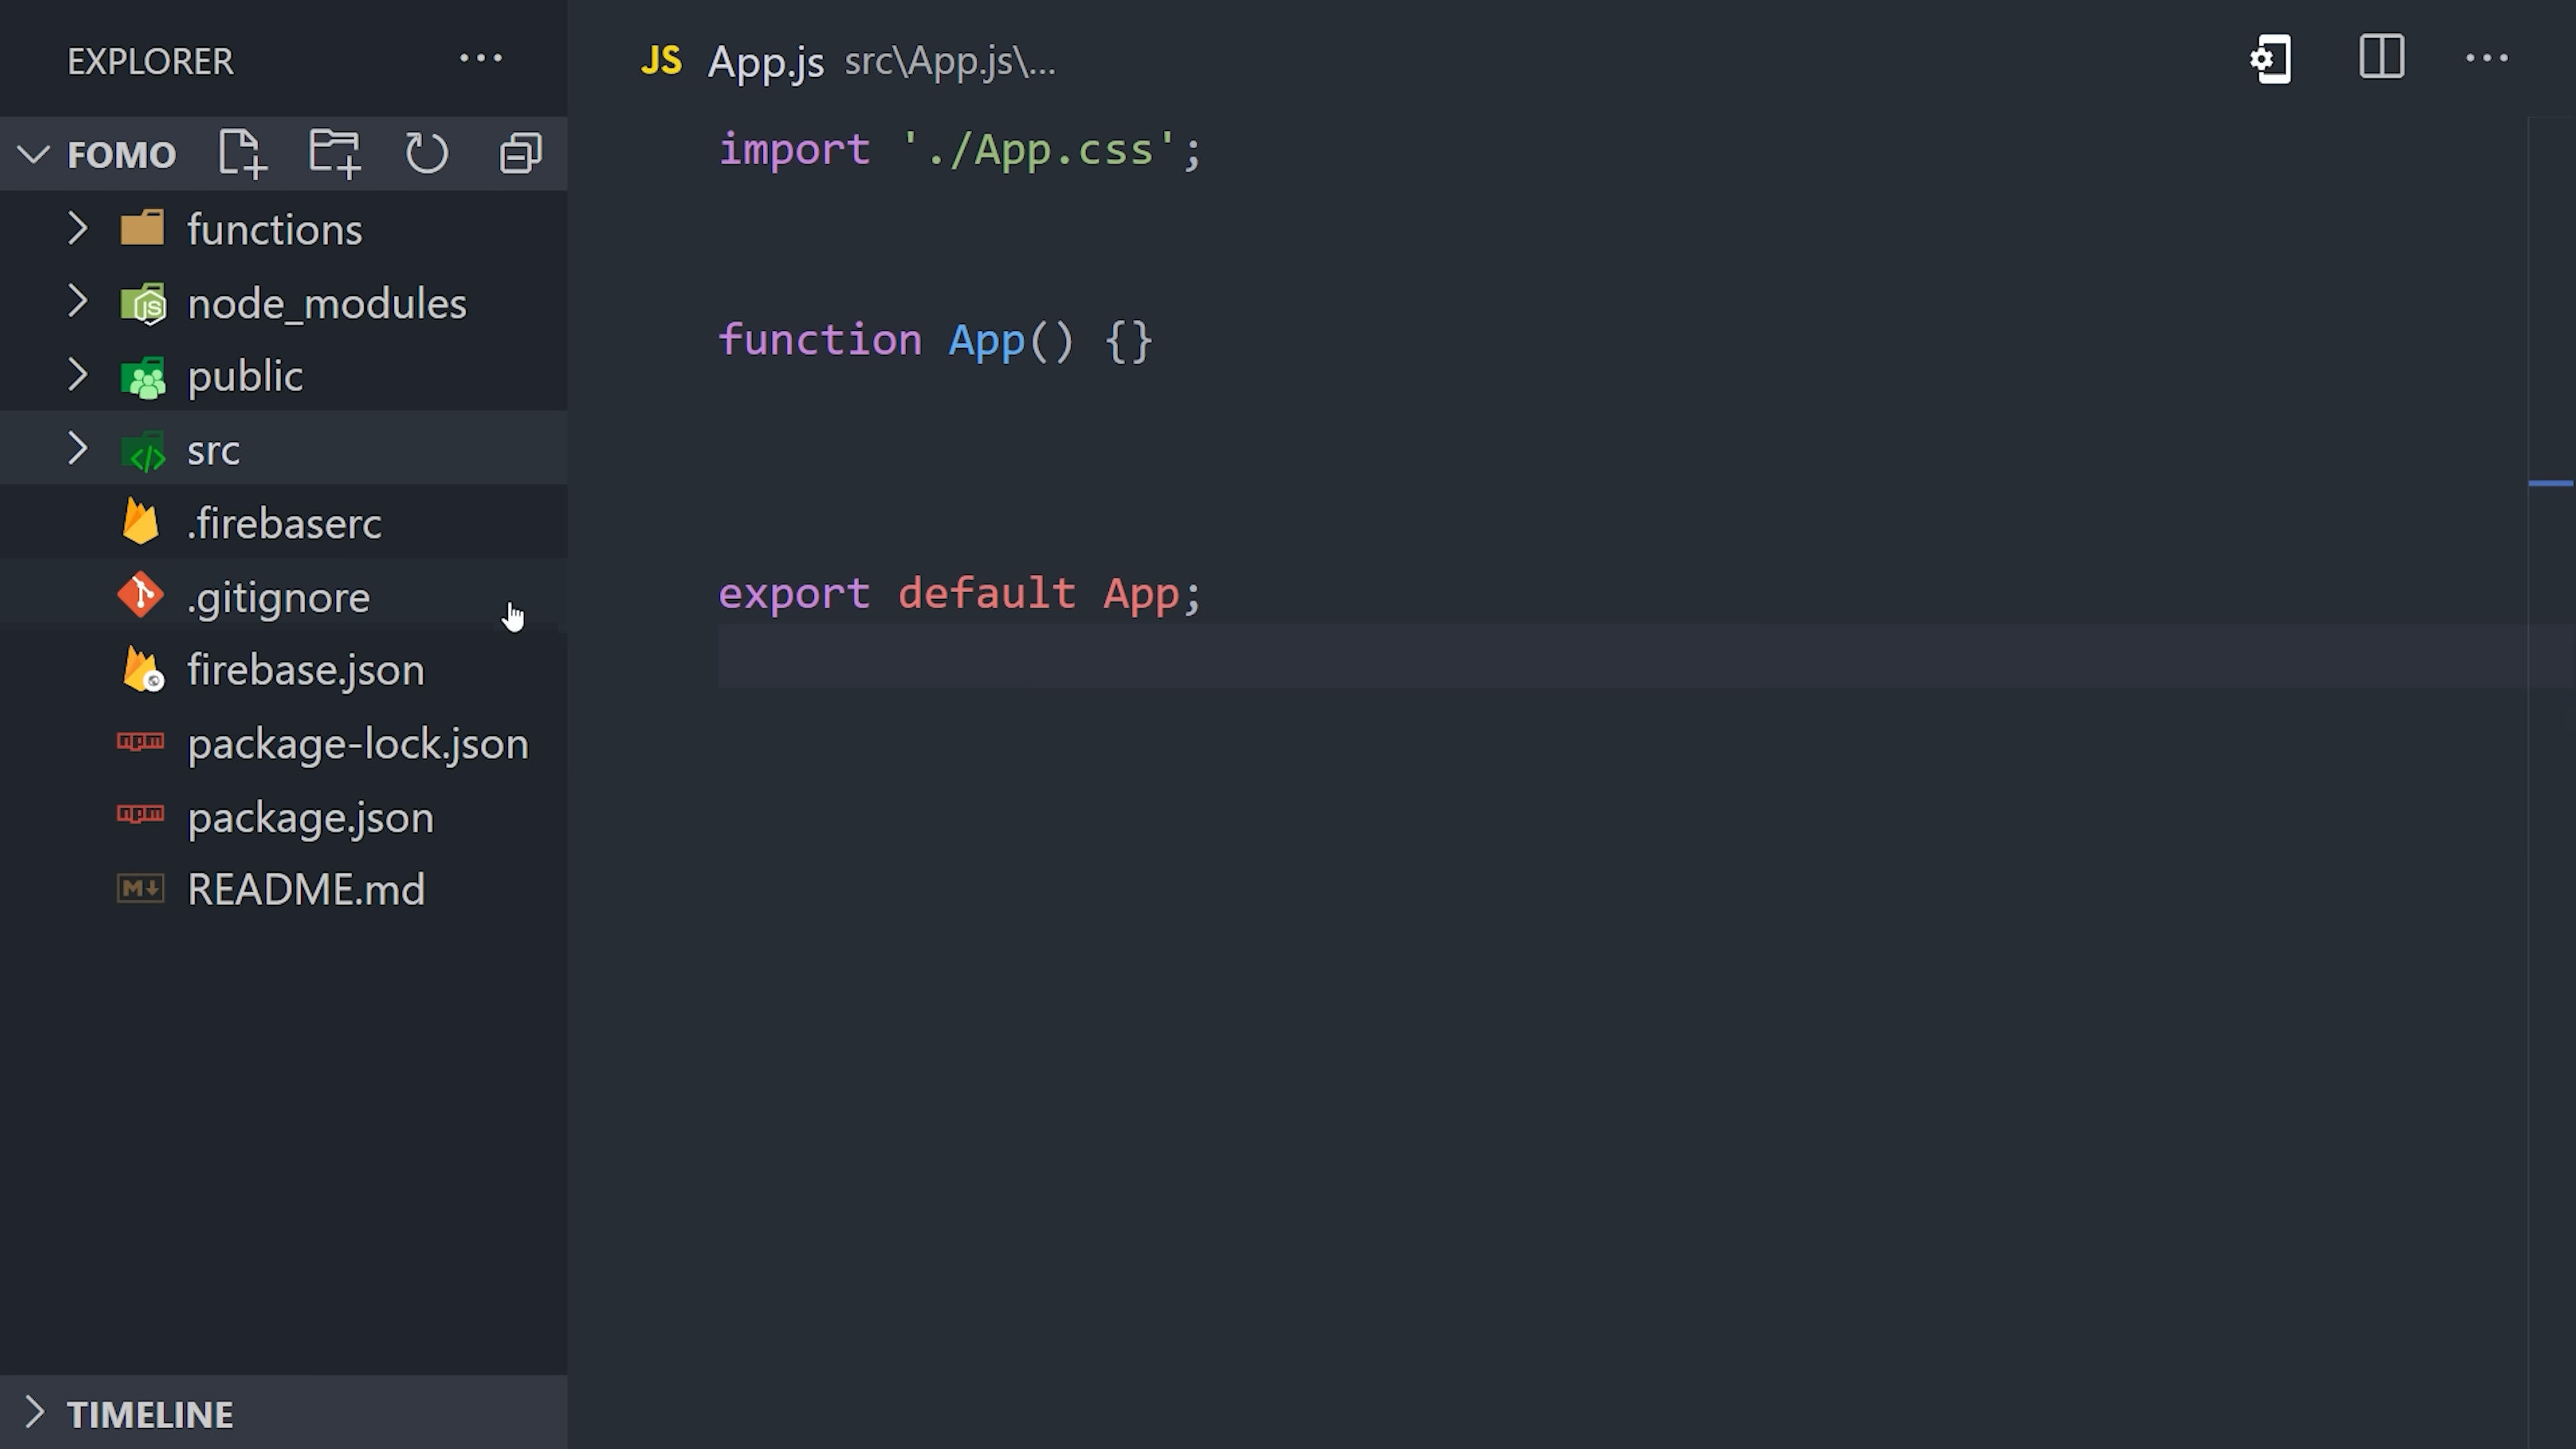 EXPLORER
FOMO
functions
node_modules
public
src
.firebaserc
.gitignore
firebase.json
package-lock.json
package.json
README.md
TIMELINE
JS App.js src\App.js\...
import './App.css';
function App() {}
export default App;